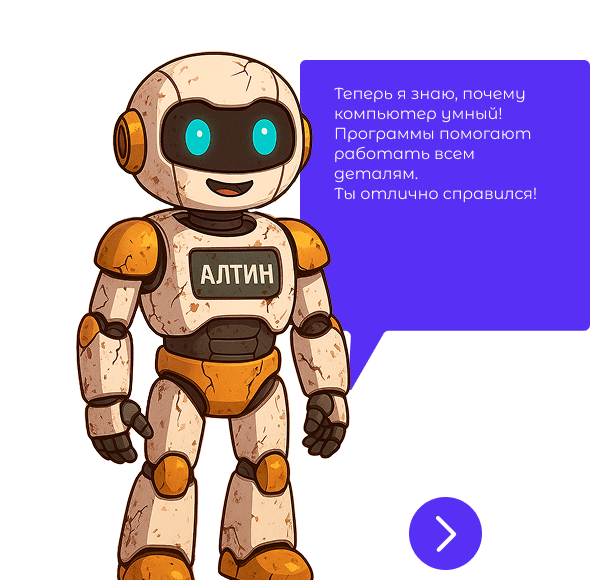 Теперь я знаю, почему
компьютер умный!
Программы помогают
работать всем
деталям.
Ты отлично справился!
АЛТИН